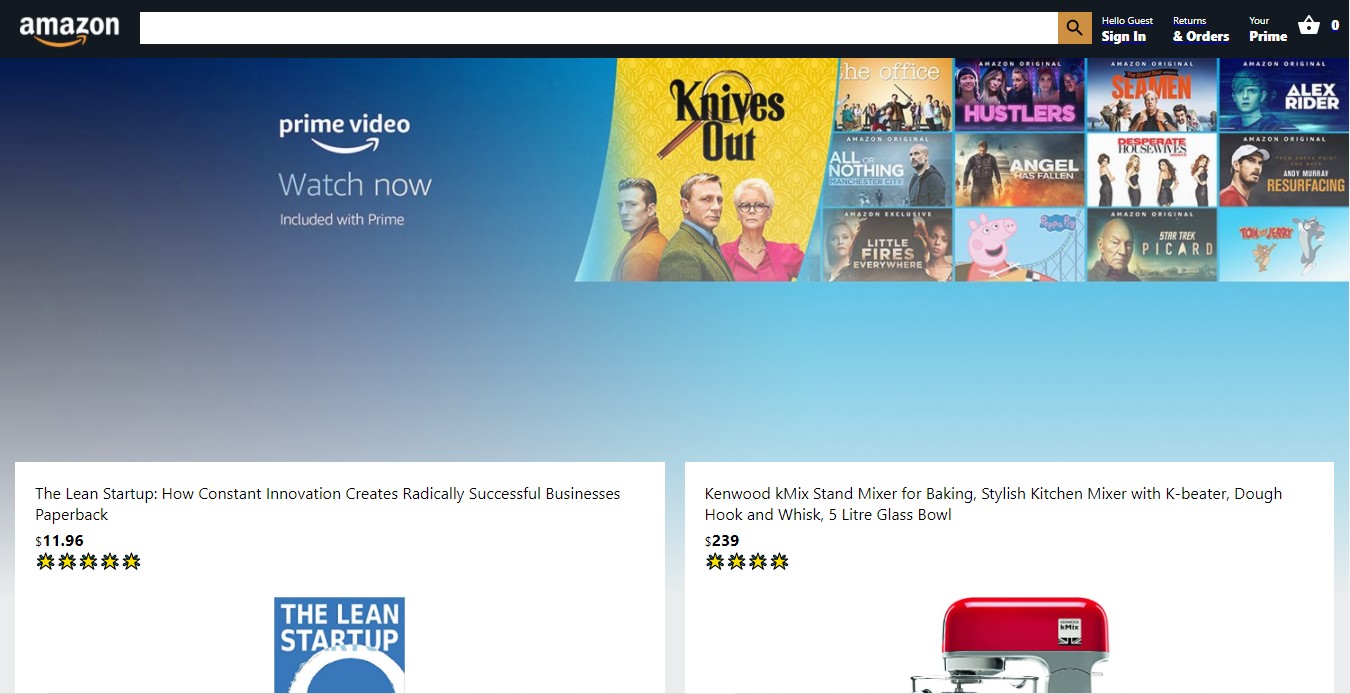 amazon
Hello Guest
Sign In
Returns
& Orders
Your
Prime
0
prime video
Watch now
Included with Prime
Knives
Out
the office
AMAZON ORIGINAL
HUSTLERS
AMAZON ORIGINAL
The Grand Tour
SEAMEN
AMAZON ORIGINAL
ALEX
RIDER
AMAZON ORIGINAL
ALL OR
NOTHING
MANCHESTER CITY
ANGEL
HAS FALLEN
DESPERATE
HOUSEWIVES
AMAZON ORIGINAL
ANDY MURRAY
RESURFACING
AMAZON EXCLUSIVE
LITTLE
FIRES
EVERYWHERE
Peppa Pig
AMAZON ORIGINAL
STAR TREK
PICARD
TOM AND JERRY
The Lean Startup: How Constant Innovation Creates Radically Successful Businesses
Paperback
$11.96
THE LEAN
STARTUP
Kenwood kMix Stand Mixer for Baking, Stylish Kitchen Mixer with K-beater, Dough
Hook and Whisk, 5 Litre Glass Bowl
$239
KENWOOD
kMix